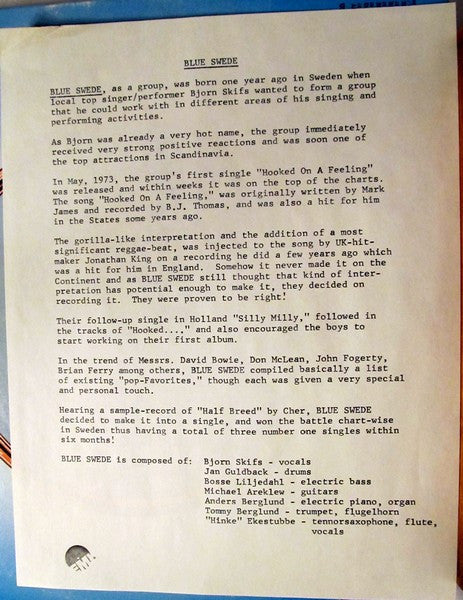 BLUE SWEDE
BLUE SWEDE, as a group, was born one year ago in Sweden when
local top singer/performer Bjorn Skifs wanted to form a group
that he could work with in different areas of his singing and
performing activities.
As Bjorn was already a very hot name, the group immediately
received very strong positive reactions and was soon one of
the top attractions in Scandinavia.
In May, 1973, the group's first single "Hooked On A Feeling"
was released and within weeks it was on the top of the charts.
The song "Hooked On A Feeling," was originally written by Mark
James and recorded by B.J. Thomas, and was also a hit for him
in the States some years ago.
The gorilla-like interpretation and the addition of a most
significant reggae-beat, was injected to the song by UK-hit-
maker Jonathan King on a recording he did a few years ago which
was a hit for him in England. Somehow it never made it on the
Continent and as BLUE SWEDE still thought that kind of inter-
pretation has potential enough to make it, they decided on
recording it. They were proven to be right!
Their follow-up single in Holland "Silly Milly," followed in
the tracks of "Hooked....," and also encouraged the boys to
start working on their first album.
In the trend of Messrs. David Bowie, Don McLean, John Fogerty,
Brian Ferry among others, BLUE SWEDE compiled basically a list
of existing "pop-Favorites," though each was given a very special
and personal touch.
Hearing a sample-record of "Half Breed" by Cher, BLUE SWEDE
decided to make it into a single, and won the battle chart-wise
in Sweden thus having a total of three number one singles within
six months!
BLUE SWEDE is composed of: Bjorn Skifs - vocals
Jan Guldback - drums
Bosse Liljedahl - electric bass
Michael Areklew - guitars
Anders Berglund - electric piano, organ
Tommy Berglund - trumpet, flugelhorn
"Hinke" Ekestubbe - tennorsaxophone, flute,
vocals